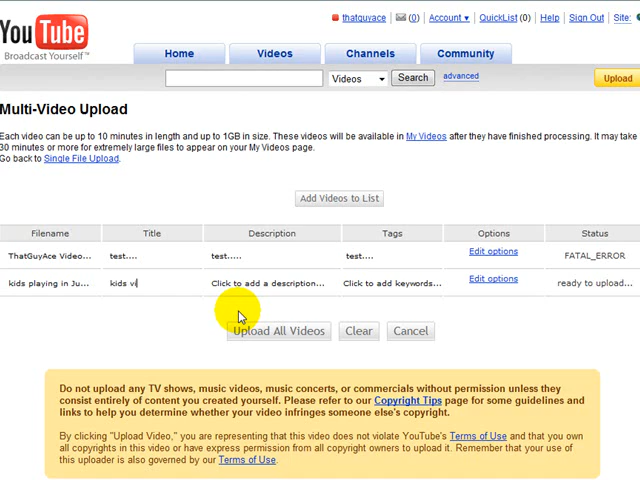 thatguyace (0) Account ▼ QuickList (0) Help Sign Out Site:
YouTube
Broadcast Yourself™
Home Videos Channels Community
Videos Search advanced Upload
Multi-Video Upload
Each video can be up to 10 minutes in length and up to 1GB in size. These videos will be available in My Videos after they have finished processing. It may take
30 minutes or more for extremely large files to appear on your My Videos page.
Go back to Single File Upload.
Add Videos to List
Filename Title Description Tags Options Status
ThatGuyAce Video... test.... test..... test.... Edit options FATAL_ERROR
kids playing in Ju... kids vi Click to add a description... Click to add keywords... Edit options ready to upload...
Upload All Videos Clear Cancel
Do not upload any TV shows, music videos, music concerts, or commercials without permission unless they
consist entirely of content you created yourself. Please refer to our Copyright Tips page for some guidelines and
links to help you determine whether your video infringes someone else's copyright.
By clicking "Upload Video," you are representing that this video does not violate YouTube's Terms of Use and that you own
all copyrights in this video or have express permission from all copyright owners to upload it. Remember that your use of
this uploader is also governed by our Terms of Use.